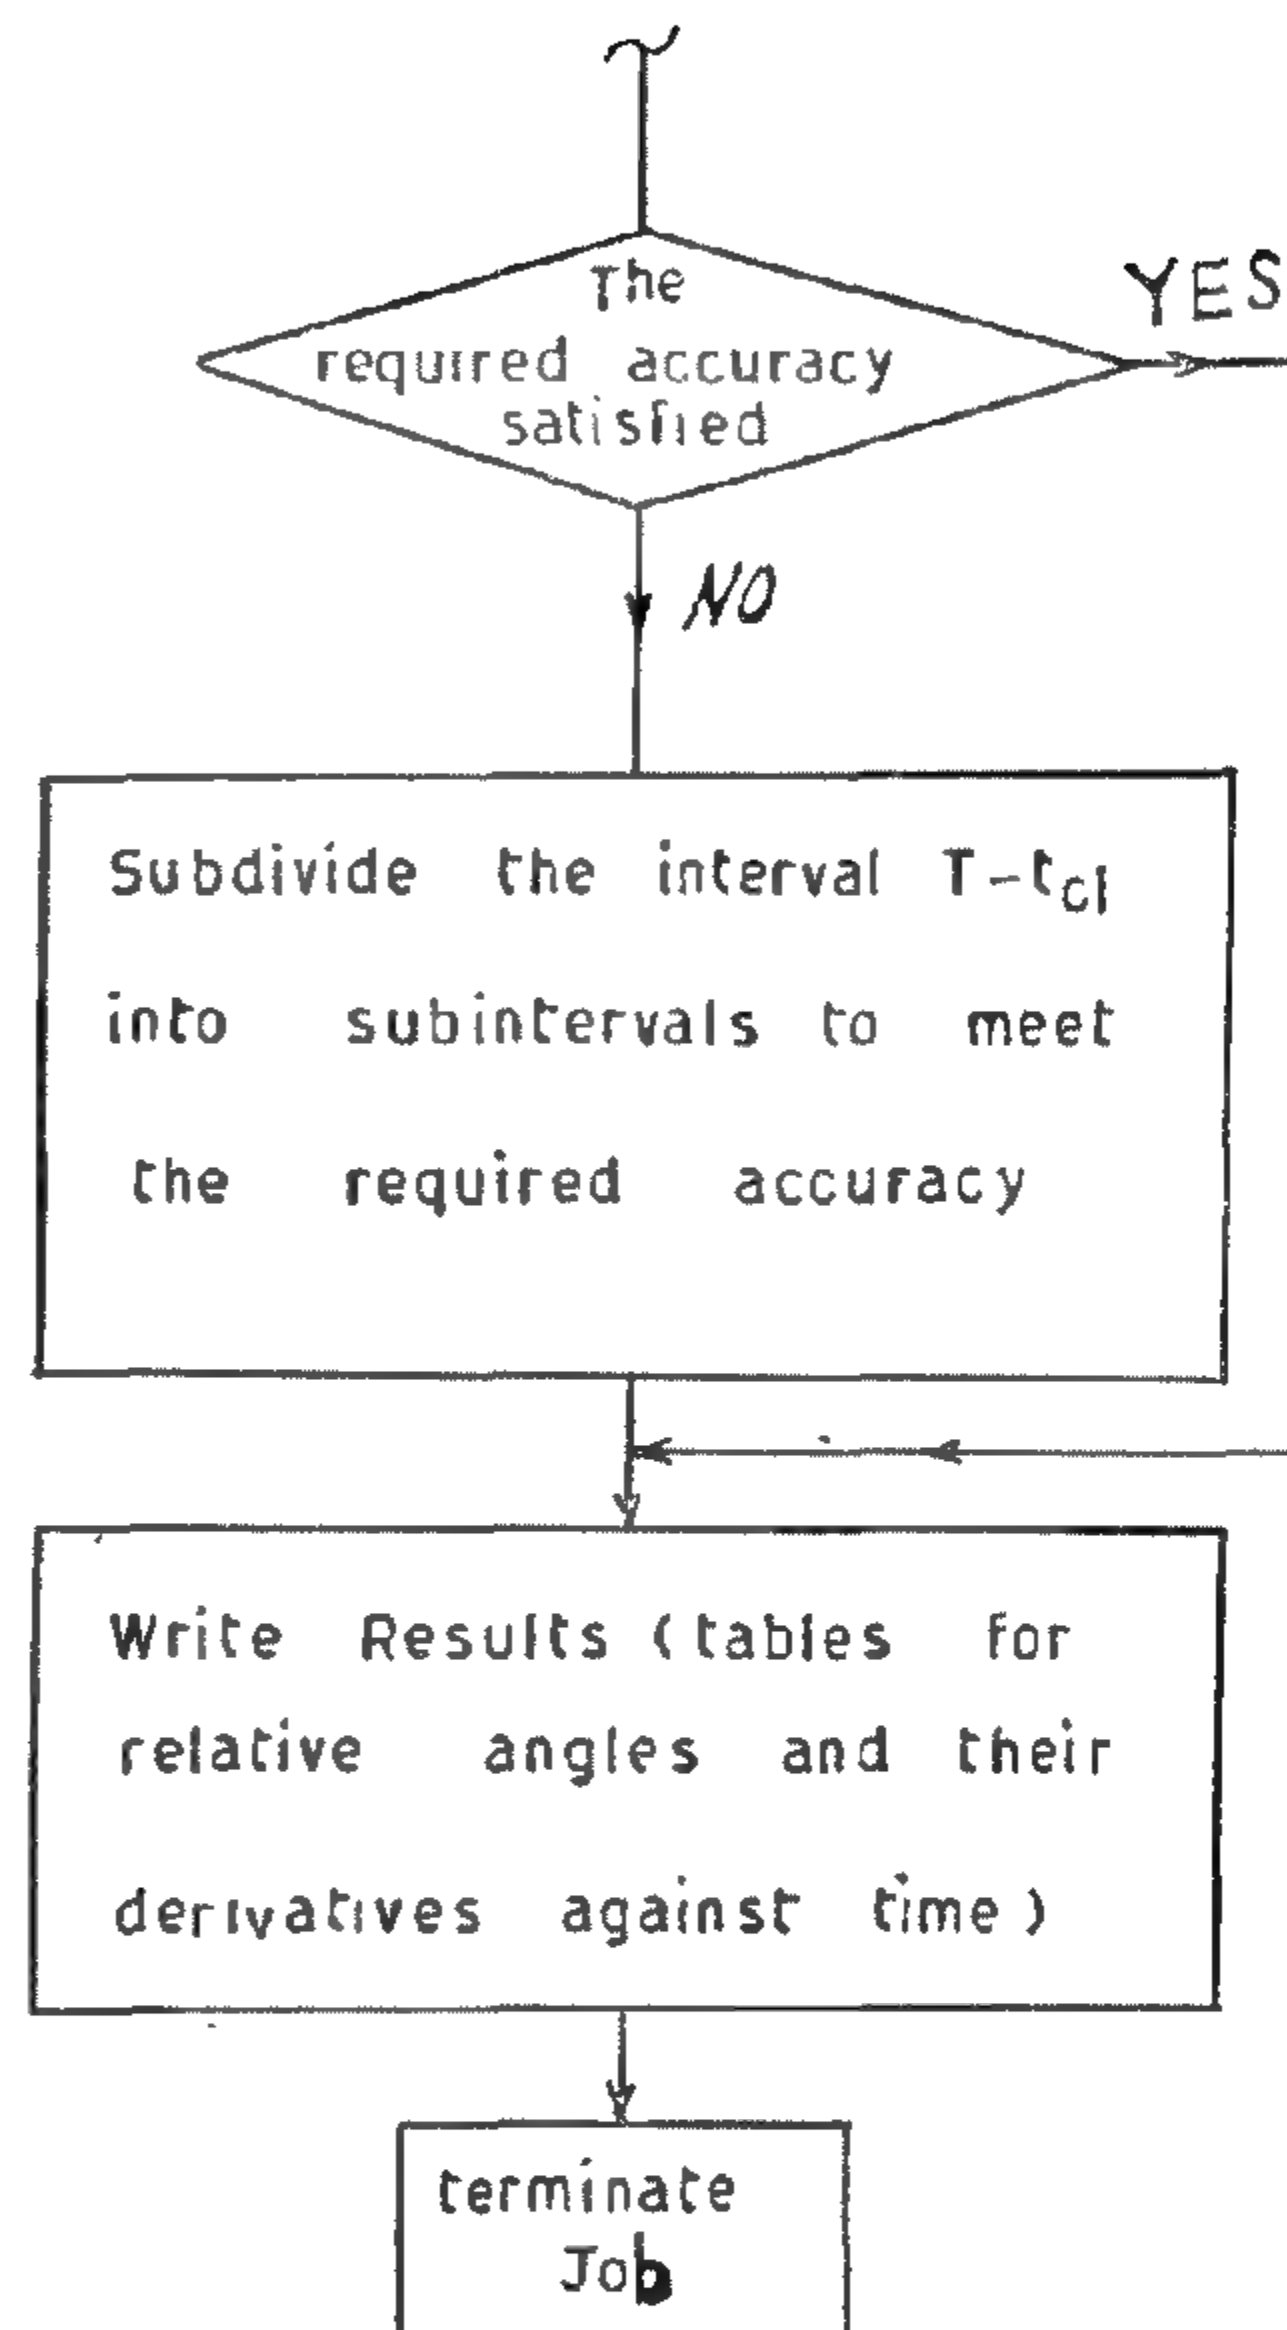 The
required accuracy
satisfied
YES
NO
Subdivide the interval T-t_cl
into subintervals to meet
the required accuracy
Write Results (tables for
relative angles and their
derivatives against time)
terminate
Job